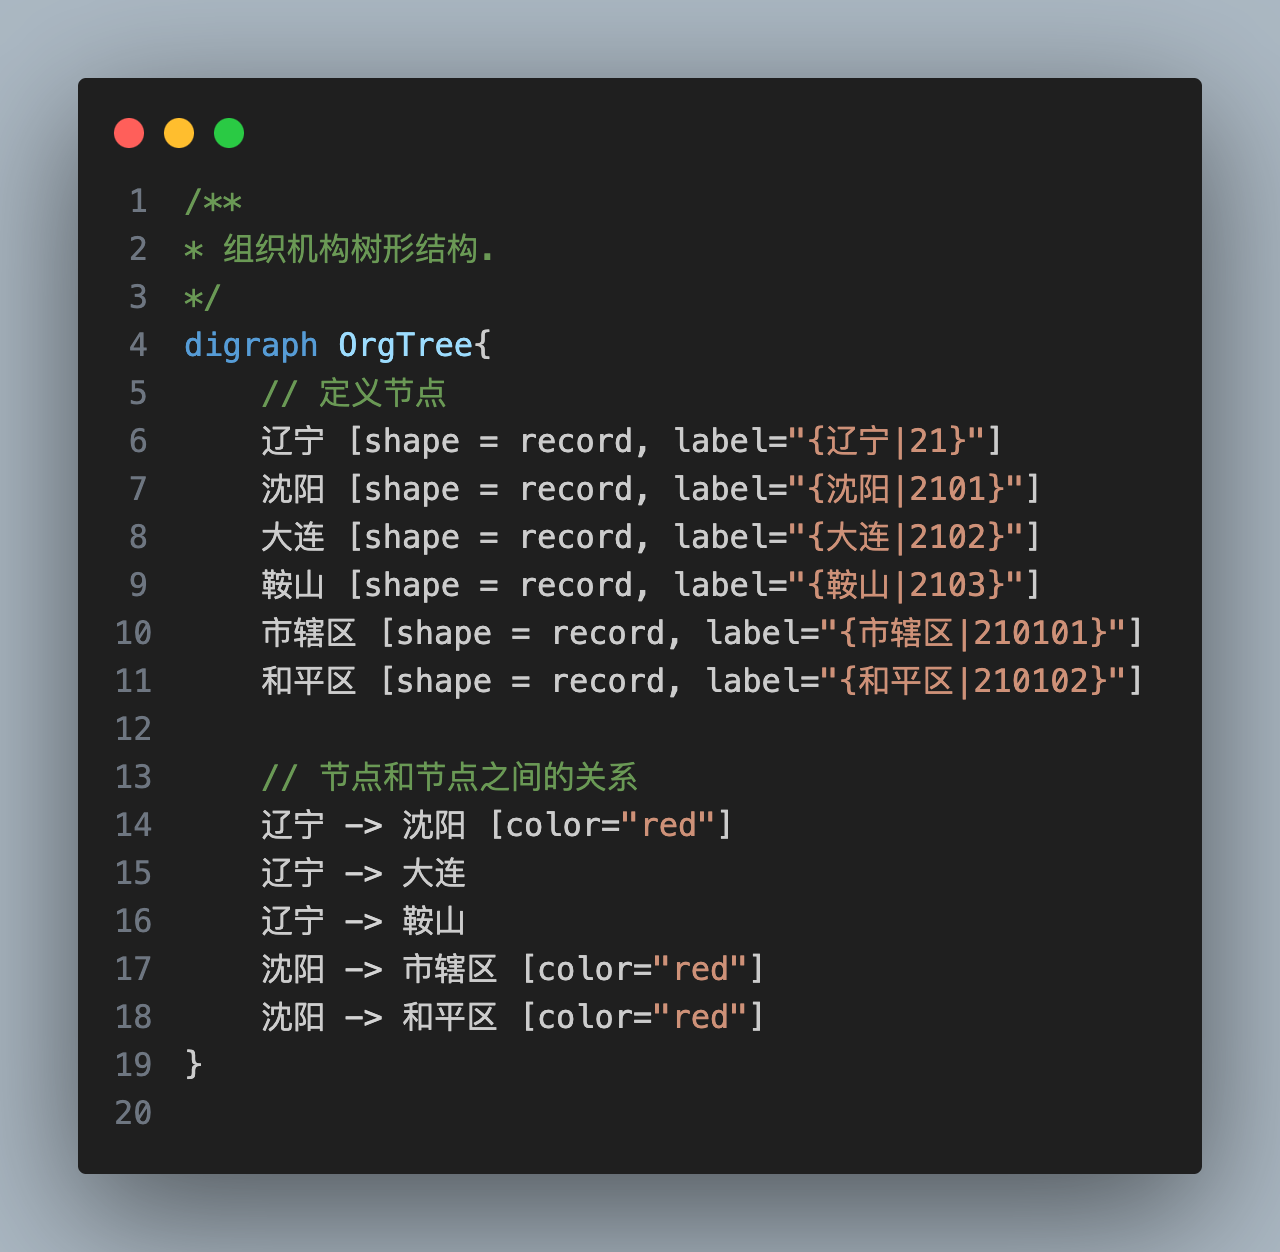 1 /**
2 * 组织机构树形结构.
3 */
4 digraph OrgTree{
5     // 定义节点
6     辽宁 [shape = record, label="{辽宁|21}"]
7     沈阳 [shape = record, label="{沈阳|2101}"]
8     大连 [shape = record, label="{大连|2102}"]
9     鞍山 [shape = record, label="{鞍山|2103}"]
10     市辖区 [shape = record, label="{市辖区|210101}"]
11     和平区 [shape = record, label="{和平区|210102}"]
12
13     // 节点和节点之间的关系
14     辽宁 -> 沈阳 [color="red"]
15     辽宁 -> 大连
16     辽宁 -> 鞍山
17     沈阳 -> 市辖区 [color="red"]
18     沈阳 -> 和平区 [color="red"]
19 }
20